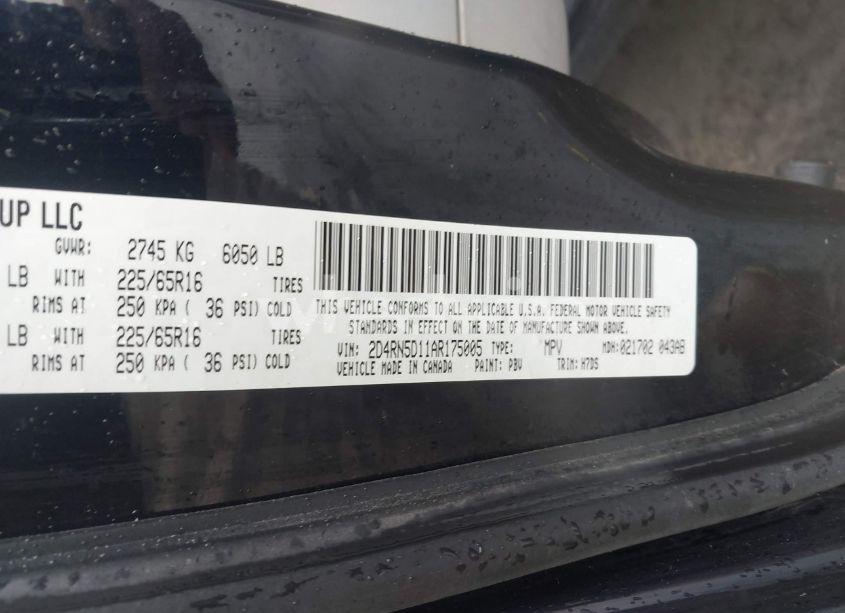 UP LLC
GVWR: 2745 KG 6050 LB
LB WITH 225/65R16 TIRES
RIMS AT 250 KPA ( 36 PSI) COLD
LB WITH 225/65R16 TIRES
RIMS AT 250 KPA ( 36 PSI) COLD
THIS VEHICLE CONFORMS TO ALL APPLICABLE U.S.A. FEDERAL MOTOR VEHICLE SAFETY
STANDARDS IN EFFECT ON THE DATE OF MANUFACTURE SHOWN ABOVE.
VIN: 2D4RN5D11AR175005 TYPE: MPV MDH: 021702 043AB
VEHICLE MADE IN CANADA PAINT: PBV TRIM: H7DS